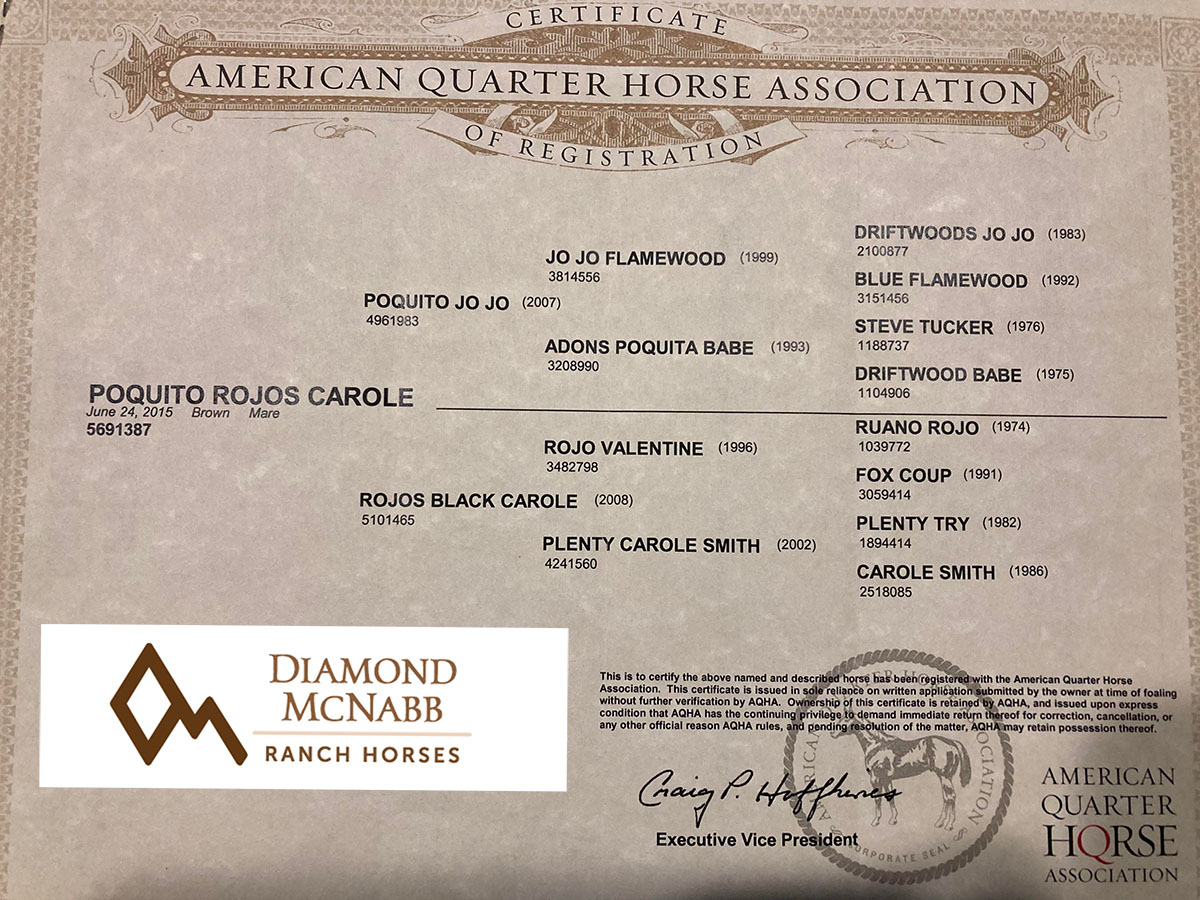 CERTIFICATE
AMERICAN QUARTER HORSE ASSOCIATION
OF REGISTRATION
DRIFTWOODS JO JO (1983)
2100877
JO JO FLAMEWOOD (1999)
3814556
BLUE FLAMEWOOD (1992)
3151456
POQUITO JO JO (2007)
4961983
STEVE TUCKER (1976)
1188737
ADONS POQUITA BABE (1993)
3208990
DRIFTWOOD BABE (1975)
1104906
POQUITO ROJOS CAROLE
June 24, 2015 Brown Mare
5691387
RUANO ROJO (1974)
1039772
ROJO VALENTINE (1996)
3482798
FOX COUP (1991)
3059414
ROJOS BLACK CAROLE (2008)
5101465
PLENTY TRY (1982)
1894414
PLENTY CAROLE SMITH (2002)
4241560
CAROLE SMITH (1986)
2518085
DIAMOND
MCNABB
RANCH HORSES
This is to certify the above named and described horse has been registered with the American Quarter Horse
Association. This certificate is issued in sole reliance on written application submitted by the owner at time of foaling
without further verification by AQHA. Ownership of this certificate is retained by AQHA, and issued upon express
condition that AQHA has the continuing privilege to demand immediate return thereof for correction, cancellation, or
any other official reason AQHA rules, and pending resolution of the matter, AQHA may retain possession thereof.
Craig P. Huffhines
Executive Vice President
AMERICAN QUARTER HORSE ASSOCIATION
CORPORATE SEAL
AMERICAN
QUARTER
HORSE
ASSOCIATION